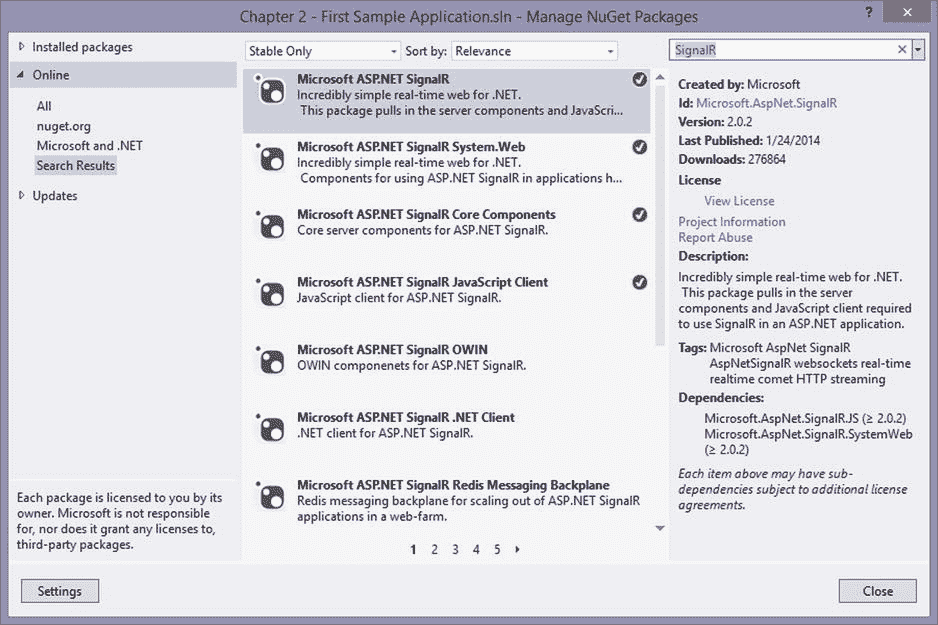 Chapter 2 - First Sample Application.sln - Manage NuGet Packages
?
Installed packages
Online
All
nuget.org
Microsoft and .NET
Search Results
Updates
Each package is licensed to you by its
owner. Microsoft is not responsible
for, nor does it grant any licenses to,
third-party packages.
Settings
Stable Only
Sort by: Relevance
Microsoft ASP.NET SignalR
Incredibly simple real-time web for .NET.
This package pulls in the server components and JavaScri...
Microsoft ASP.NET SignalR System.Web
Incredibly simple real-time web for .NET.
Components for using ASP.NET SignalR in applications h...
Microsoft ASP.NET SignalR Core Components
Core server components for ASP.NET SignalR.
Microsoft ASP.NET SignalR JavaScript Client
JavaScript client for ASP.NET SignalR.
Microsoft ASP.NET SignalR OWIN
OWIN componenets for ASP.NET SignalR.
Microsoft ASP.NET SignalR .NET Client
.NET client for ASP.NET SignalR.
Microsoft ASP.NET SignalR Redis Messaging Backplane
Redis messaging backplane for scaling out of ASP.NET SignalR
applications in a web-farm.
1 2 3 4 5
SignalR
Created by: Microsoft
Id: Microsoft.AspNet.SignalR
Version: 2.0.2
Last Published: 1/24/2014
Downloads: 276864
License
View License
Project Information
Report Abuse
Description:
Incredibly simple real-time web for .NET.
This package pulls in the server
components and JavaScript client required
to use SignalR in an ASP.NET application.
Tags: Microsoft AspNet SignalR
AspNetSignalR websockets real-time
realtime comet HTTP streaming
Dependencies:
Microsoft.AspNet.SignalR.JS (≥ 2.0.2)
Microsoft.AspNet.SignalR.SystemWeb
(≥ 2.0.2)
Each item above may have sub-
dependencies subject to additional license
agreements.
Close